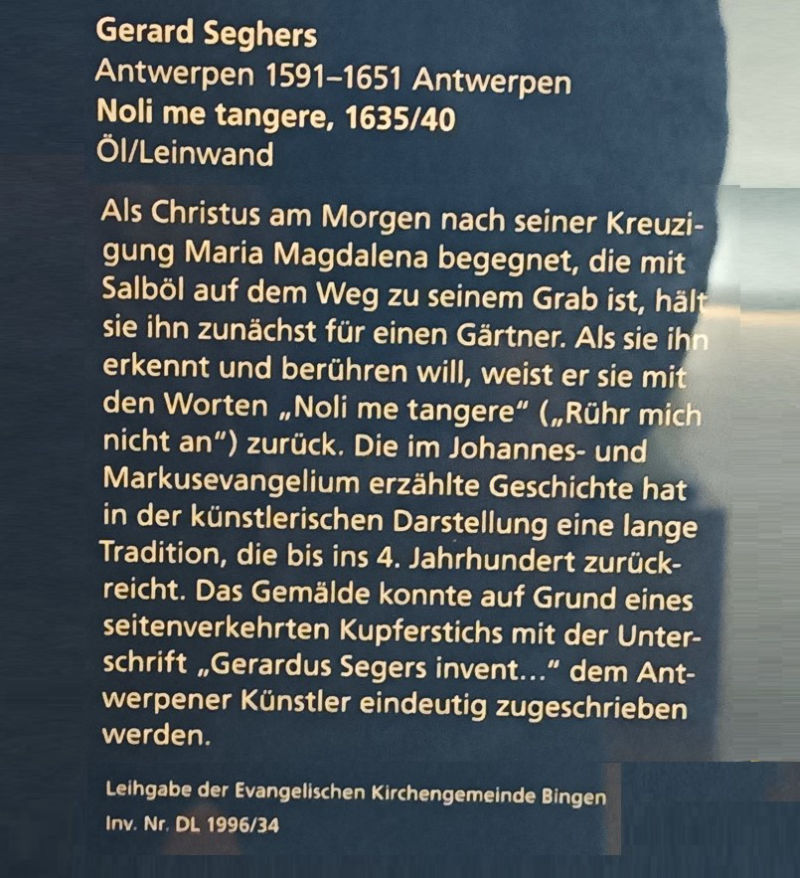 Gerard Seghers
Antwerpen 1591–1651 Antwerpen
Noli me tangere, 1635/40
Öl/Leinwand
Als Christus am Morgen nach seiner Kreuzi-
gung Maria Magdalena begegnet, die mit
Salböl auf dem Weg zu seinem Grab ist, hält
sie ihn zunächst für einen Gärtner. Als sie ihn
erkennt und berühren will, weist er sie mit
den Worten „Noli me tangere“ („Rühr mich
nicht an“) zurück. Die im Johannes- und
Markusevangelium erzählte Geschichte hat
in der künstlerischen Darstellung eine lange
Tradition, die bis ins 4. Jahrhundert zurück-
reicht. Das Gemälde konnte auf Grund eines
seitenverkehrten Kupferstichs mit der Unter-
schrift „Gerardus Segers invent...“ dem Ant-
werpener Künstler eindeutig zugeschrieben
werden.
Leihgabe der Evangelischen Kirchengemeinde Bingen
Inv. Nr. DL 1996/34